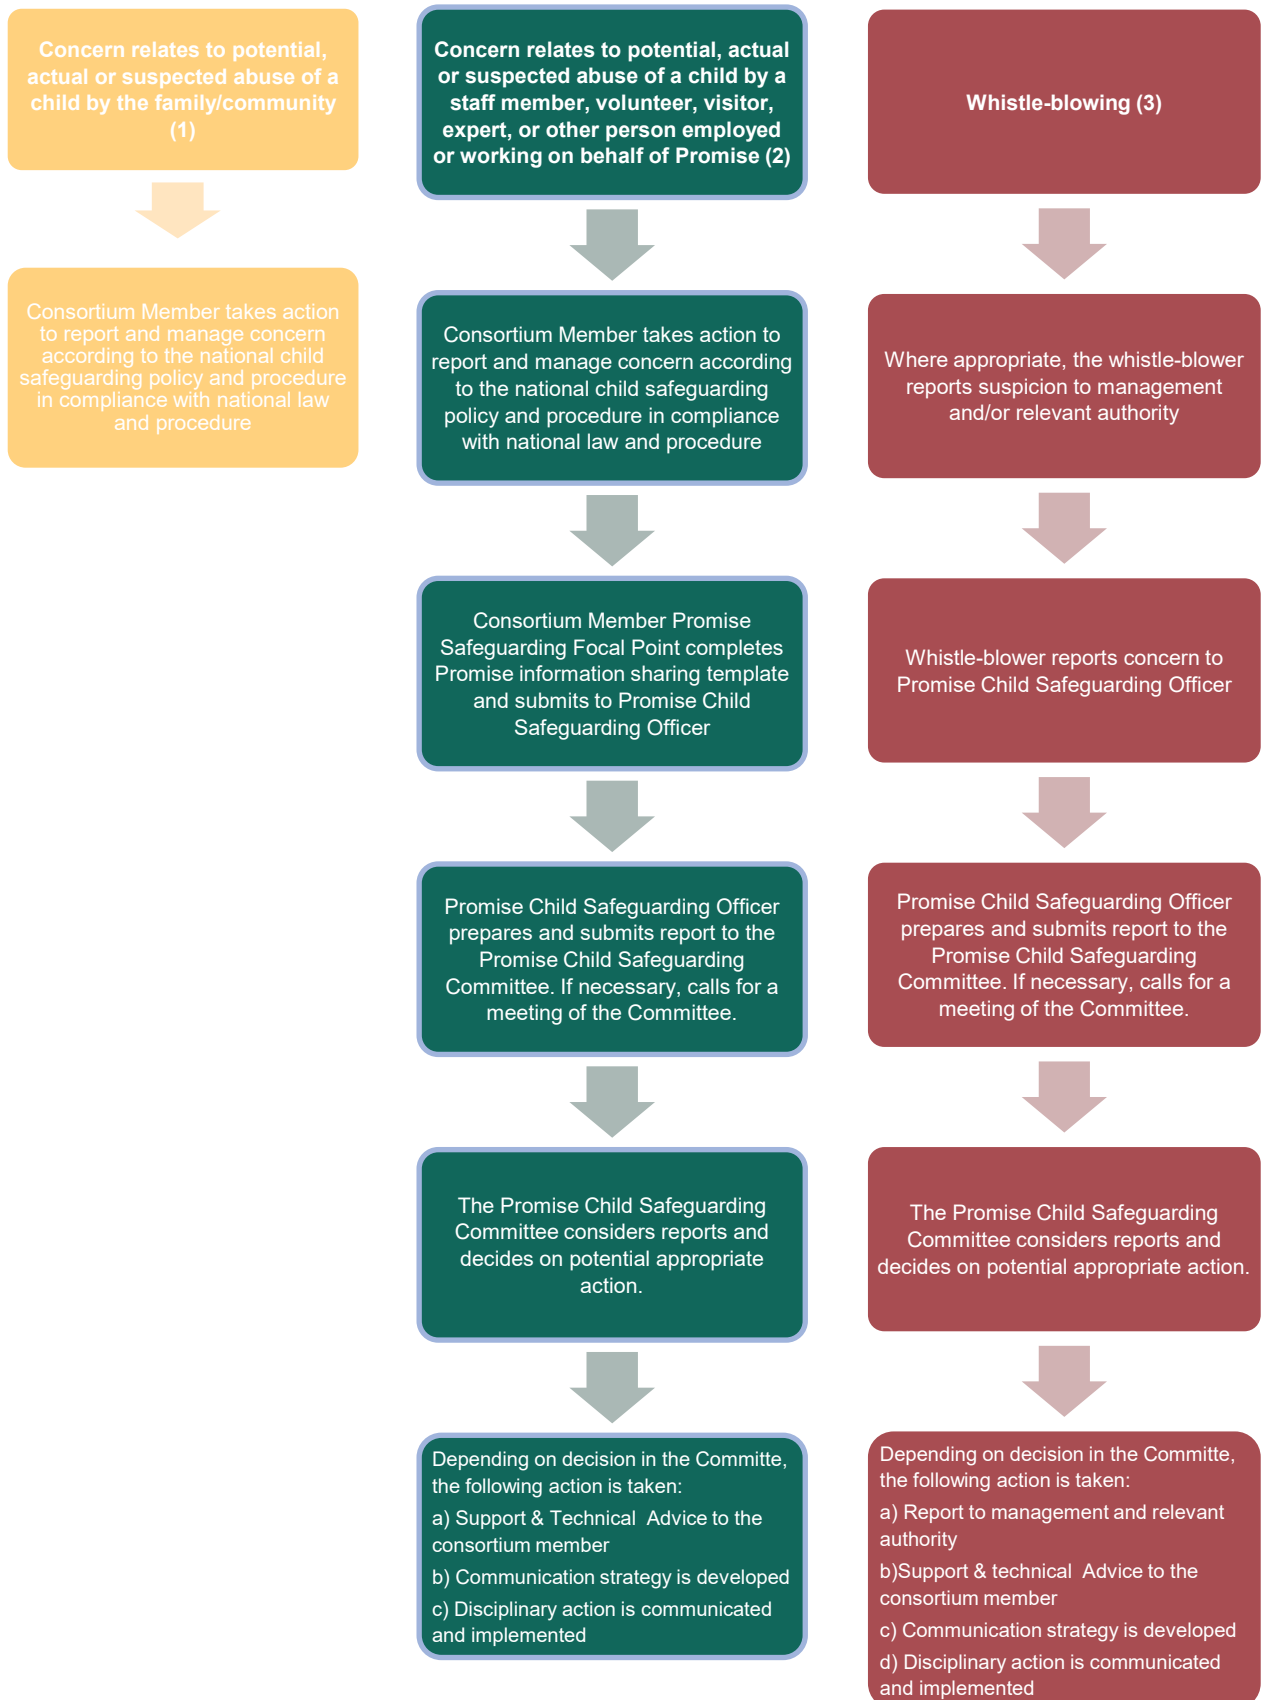 Concern relates to potential,
actual or suspected abuse of a
child by the family/community
(1)
Consortium Member takes action
to report and manage concern
according to the national child
safeguarding policy and procedure
in compliance with national law
and procedure
Concern relates to potential, actual
or suspected abuse of a child by a
staff member, volunteer, visitor,
expert, or other person employed
or working on behalf of Promise (2)
Consortium Member takes action to
report and manage concern according
to the national child safeguarding
policy and procedure in compliance
with national law and procedure
Consortium Member Promise
Safeguarding Focal Point completes
Promise information sharing template
and submits to Promise Child
Safeguarding Officer
Promise Child Safeguarding Officer
prepares and submits report to the
Promise Child Safeguarding
Committee. If necessary, calls for a
meeting of the Committee.
The Promise Child Safeguarding
Committee considers reports and
decides on potential appropriate
action.
Depending on decision in the Committe,
the following action is taken:
a) Support & Technical  Advice to the
consortium member
b) Communication strategy is developed
c) Disciplinary action is communicated
and implemented
Whistle-blowing (3)
Where appropriate, the whistle-blower
reports suspicion to management
and/or relevant authority
Whistle-blower reports concern to
Promise Child Safeguarding Officer
Promise Child Safeguarding Officer
prepares and submits report to the
Promise Child Safeguarding
Committee. If necessary, calls for a
meeting of the Committee.
The Promise Child Safeguarding
Committee considers reports and
decides on potential appropriate action.
Depending on decision in the Committe,
the following action is taken:
a) Report to management and relevant
authority
b)Support & technical  Advice to the
consortium member
c) Communication strategy is developed
d) Disciplinary action is communicated
and implemented